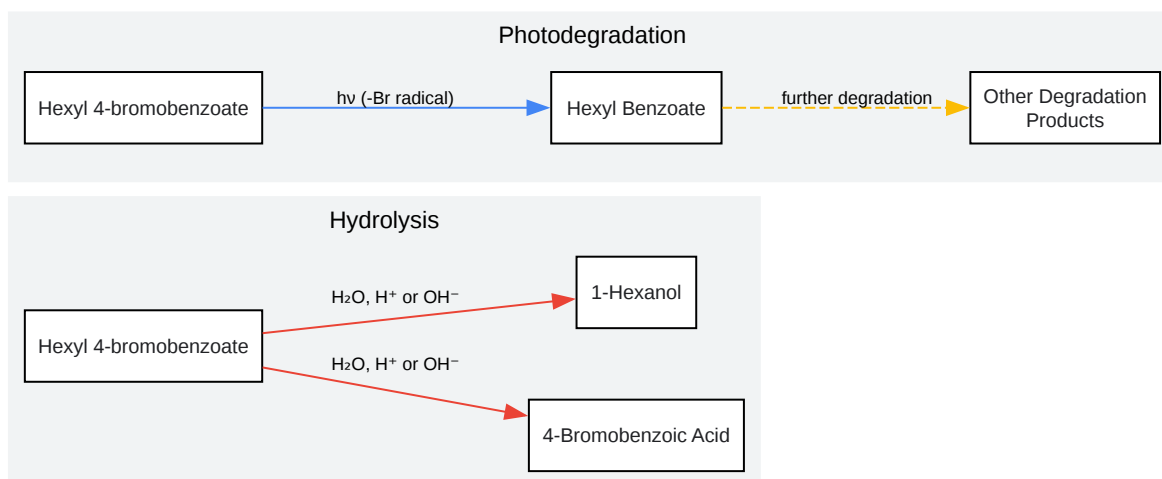 Photodegradation
Hexyl 4-bromobenzoate
hν (-Br radical)
Hexyl Benzoate
further degradation
Other Degradation
Products
Hydrolysis
Hexyl 4-bromobenzoate
H₂O, H⁺ or OH⁻
1-Hexanol
H₂O, H⁺ or OH⁻
4-Bromobenzoic Acid